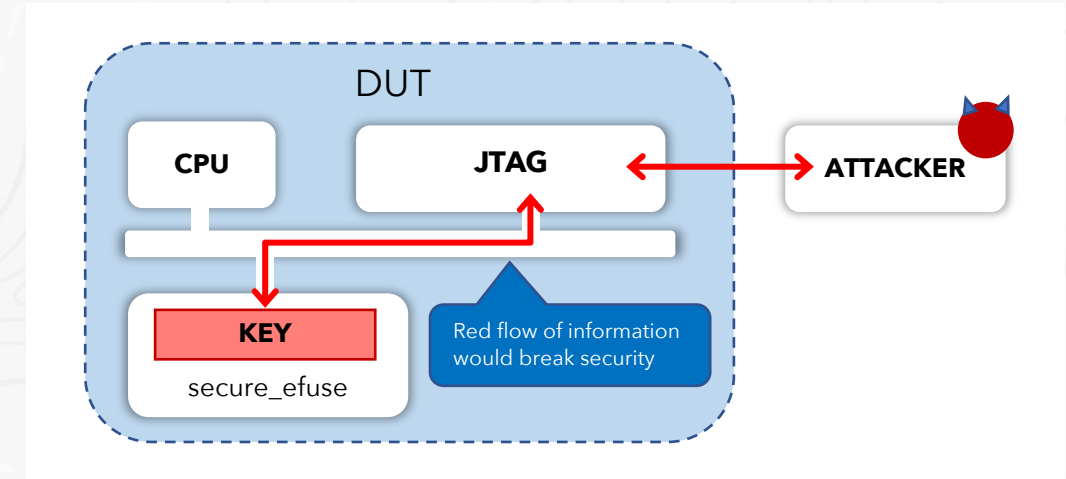 DUT
CPU
JTAG
ATTACKER
KEY
secure_efuse
Red flow of information
would break security